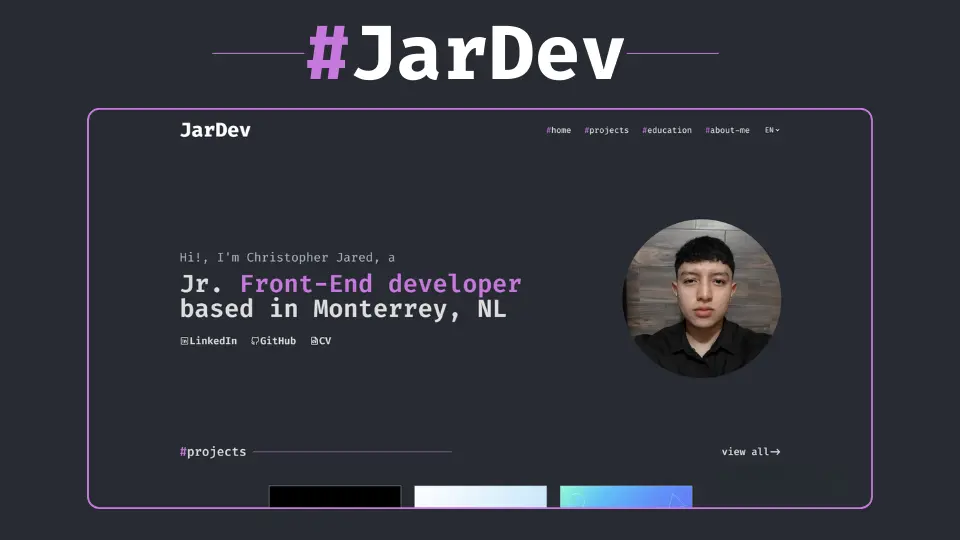 #JarDev
JarDev
#home #projects #education #about-me EN
Hi!, I'm Christopher Jared, a
Jr. Front-End developer
based in Monterrey, NL
LinkedIn GitHub CV
#projects
view all→